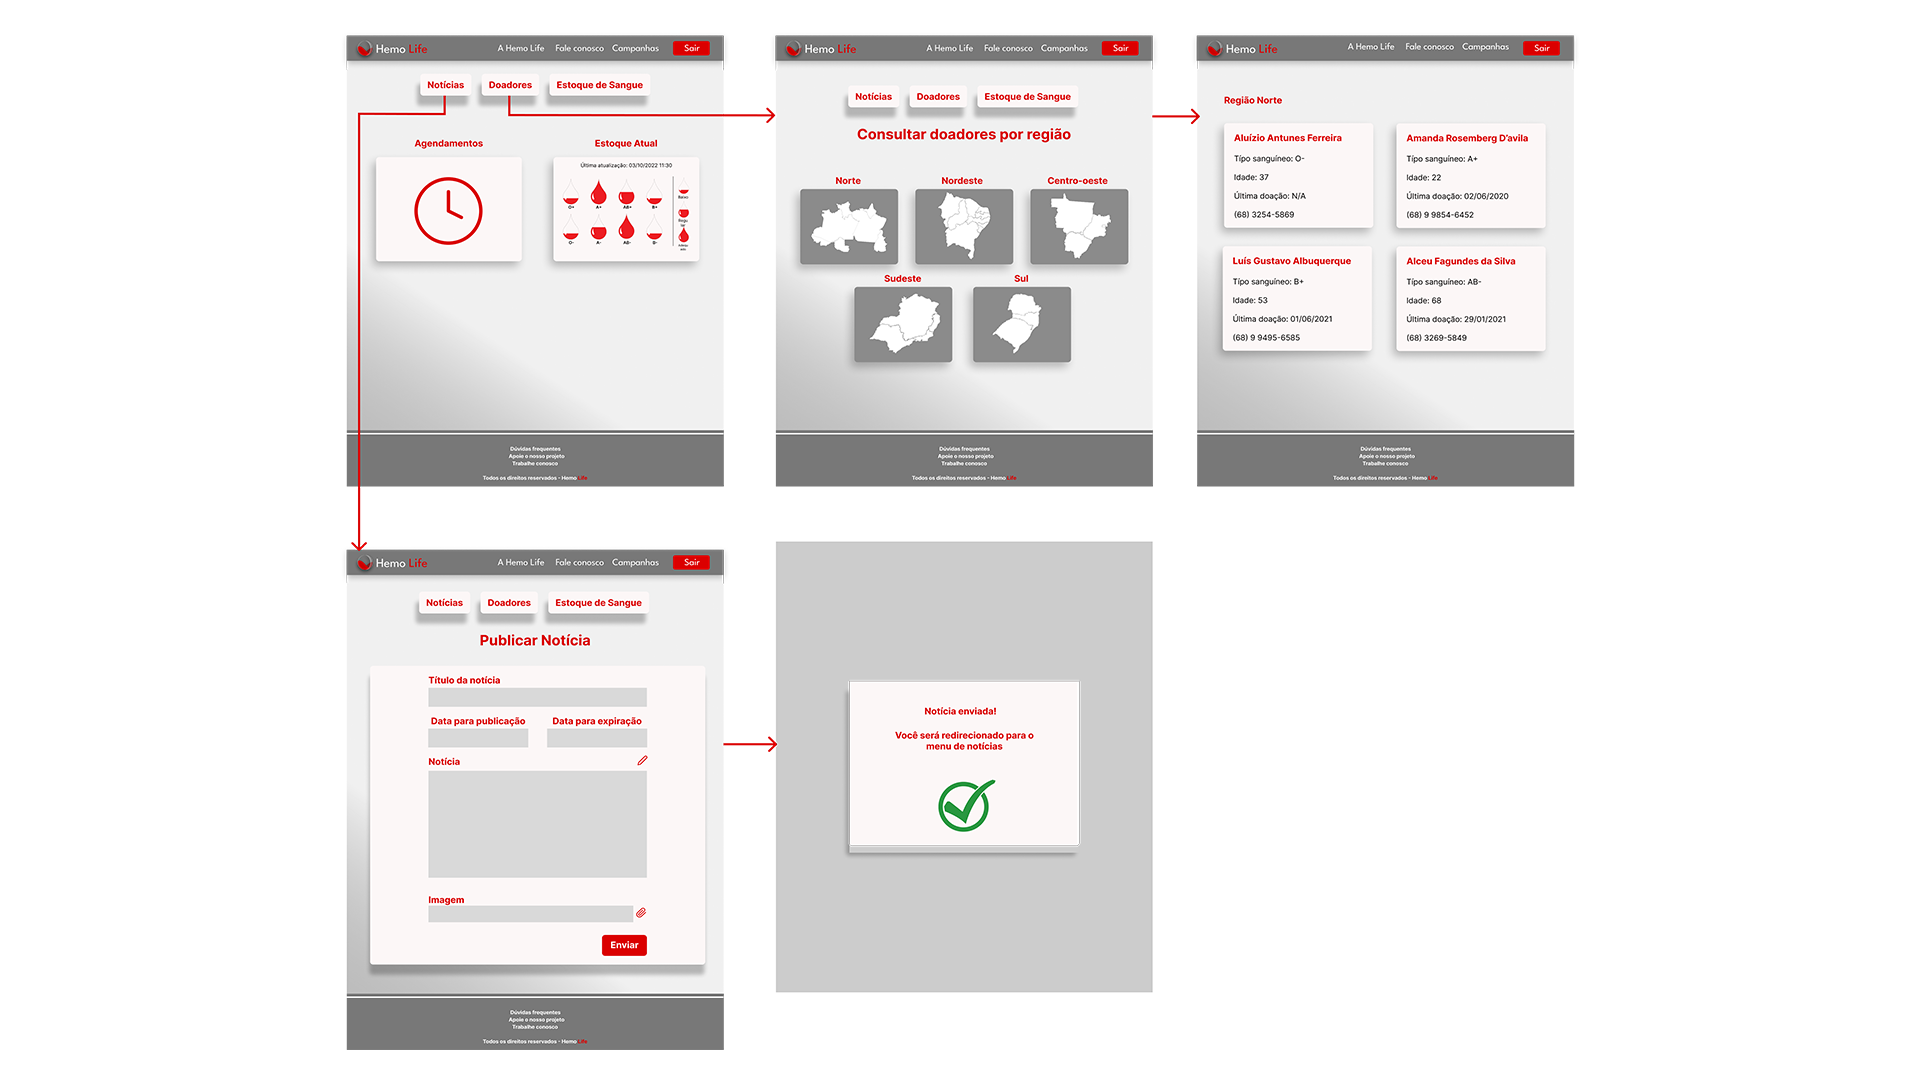 Hemo Life
A Hemo Life Fale conosco Campanhas Sair
Notícias Doadores Estoque de Sangue
Agendamentos
Estoque Atual
Última atualização: 03/10/2022 11:30
O+ A+ AB+ B+
O- A- AB- B-
Baixo
Regu
lar
Hemo Life
A Hemo Life Fale conosco Campanhas Sair
Notícias Doadores Estoque de Sangue
Consultar doadores por região
Norte Nordeste Centro-oeste
Sudeste Sul
Hemo Life
A Hemo Life Fale conosco Campanhas Sair
Região Norte
Aluízio Antunes Ferreira
Típo sanguíneo: O-
Idade: 37
Última doação: N/A
(68) 3254-5869
Amanda Rosemberg D'avila
Típo sanguíneo: A+
Idade: 22
Última doação: 02/06/2020
(68) 9 9854-6452
Luís Gustavo Albuquerque
Típo sanguíneo: B+
Idade: 53
Última doação: 01/06/2021
(68) 9 9495-6585
Alceu Fagundes da Silva
Tipo sanguíneo: AB-
Idade: 68
Última doação: 29/01/2021
(68) 3269-5849
Dúvidas frequentes
Apoie o nosso projeto
Trabalhe conosco
Todos os direitos reservados - Hemo Life
Dúvidas frequentes
Apoie o nosso projeto
Trabalhe conosco
Todos os direitos reservados - Hemo Life
Dúvidas frequentes
Apoie o nosso projeto
Trabalhe conosco
Todos os direitos reservados - Hemo Life
Hemo Life
A Hemo Life Fale conosco Campanhas Sair
Notícias Doadores Estoque de Sangue
Publicar Notícia
Título da notícia
Data para publicação Data para expiração
Notícia
Imagem
Enviar
Dúvidas frequentes
Apoie o nosso projeto
Trabalhe conosco
Todos os direitos reservados - Hemo Life
Notícia enviada!
Você será redirecionado para o
menu de notícias